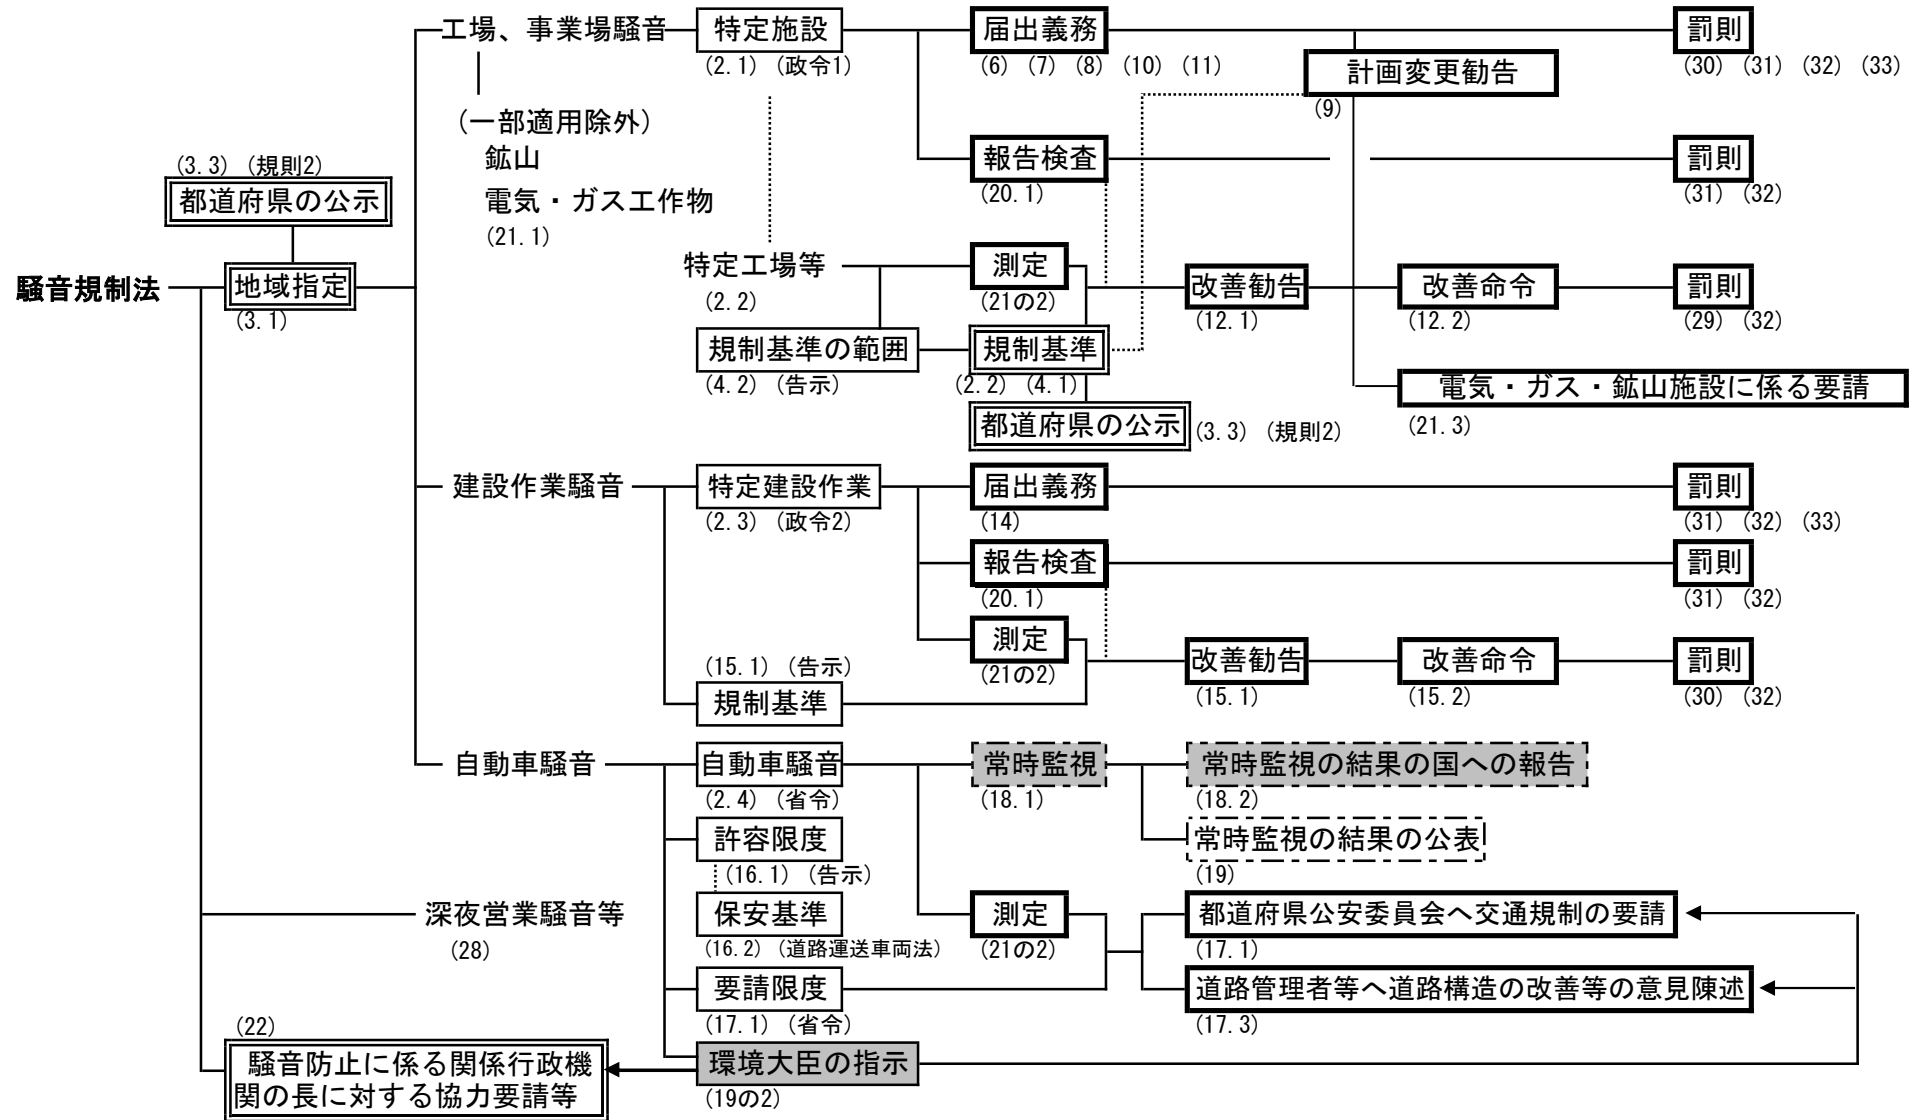 工場、事業場騒音
特定施設
届出義務
罰則
(2.1) (政令1)
(6) (7) (8) (10) (11)
計画変更勧告
(30) (31) (32) (33)
(9)
(一部適用除外)
鉱山
電気・ガス工作物
(21.1)
報告検査
罰則
(20.1)
(31) (32)
(3.3) (規則2)
都道府県の公示
騒音規制法
地域指定
(3.1)
特定工場等
測定
改善勧告
改善命令
罰則
(2.2)
(21の2)
(12.1)
(12.2)
(29) (32)
規制基準の範囲
規制基準
(4.2) (告示)
(2.2) (4.1)
電気・ガス・鉱山施設に係る要請
(21.3)
都道府県の公示
(3.3) (規則2)
建設作業騒音
特定建設作業
届出義務
罰則
(2.3) (政令2)
(14)
(31) (32) (33)
報告検査
罰則
(20.1)
(31) (32)
測定
改善勧告
改善命令
罰則
(21の2)
(15.1)
(15.2)
(30) (32)
(15.1) (告示)
規制基準
自動車騒音
自動車騒音
常時監視
常時監視の結果の国への報告
(2.4) (省令)
(18.1)
(18.2)
許容限度
常時監視の結果の公表
(16.1) (告示)
(19)
深夜営業騒音等
(28)
保安基準
測定
都道府県公安委員会へ交通規制の要請
(16.2) (道路運送車両法)
(21の2)
(17.1)
要請限度
道路管理者等へ道路構造の改善等の意見陳述
(17.1) (省令)
(17.3)
(22)
騒音防止に係る関係行政機
関の長に対する協力要請等
環境大臣の指示
(19の2)